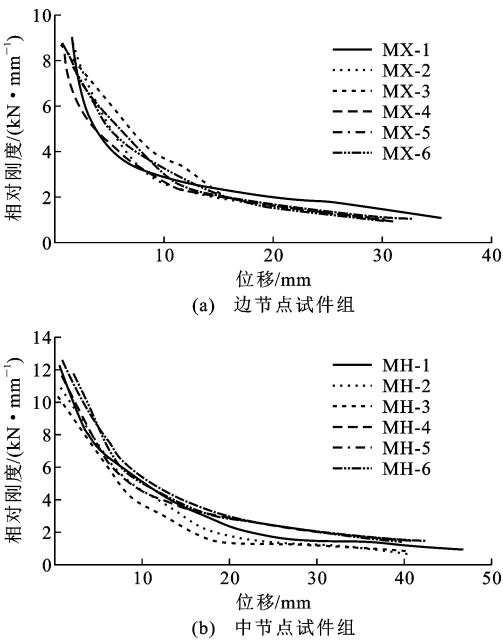 10
8
6
4
2
0
相对刚度/(kN·mm⁻¹)
MX-1
MX-2
MX-3
MX-4
MX-5
MX-6
10 20 30 40
位移/mm
(a) 边节点试件组
14
12
10
8
6
4
2
0
相对刚度/(kN·mm⁻¹)
MH-1
MH-2
MH-3
MH-4
MH-5
MH-6
10 20 30 40 50
位移/mm
(b) 中节点试件组